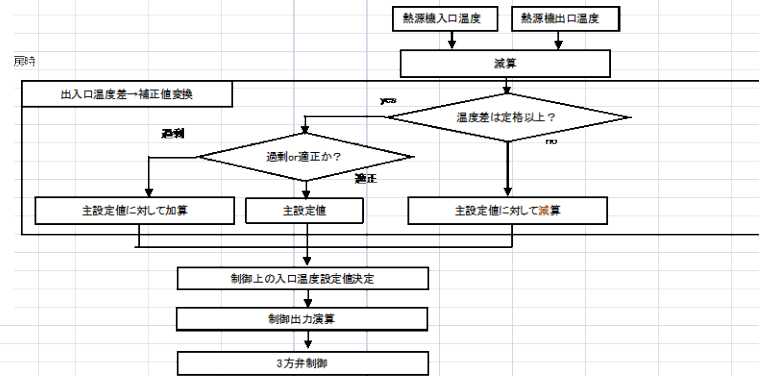 熱源機入口温度
熱源機出口温度
減算
出入口温度差→補正値変換
yes
温度差は定格以上？
no
過剰
過剰or適正か？
適正
主設定値に対して加算
主設定値
主設定値に対して減算
制御上の入口温度設定値決定
制御出力演算
3方弁制御